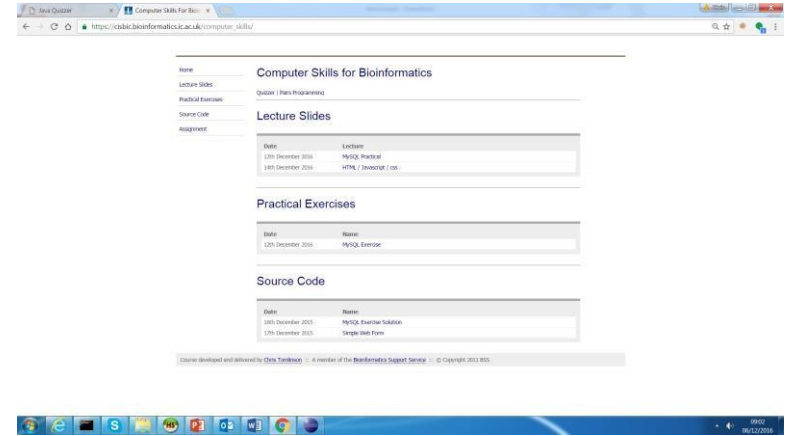 Java Quizzer
Computer Skills For Bioin
https://cisbic.bioinformatics.ic.ac.uk/computer_skills/
Home
Lecture Slides
Practical Exercises
Source Code
Assignment
Computer Skills for Bioinformatics
Quizzer | Pairs Programming
Lecture Slides
Date Lecture
12th December 2016 MySQL Practical
14th December 2016 HTML / Javascript / css
Practical Exercises
Date Name
12th December 2016 MySQL Exercise
Source Code
Date Name
16th December 2015 MySQL Exercise Solution
17th December 2015 Simple Web Form
Course developed and delivered by Chris Tomlinson :: A member of the Bioinformatics Support Service :: © Copyright 2011 BSS
09:02
06/12/2016